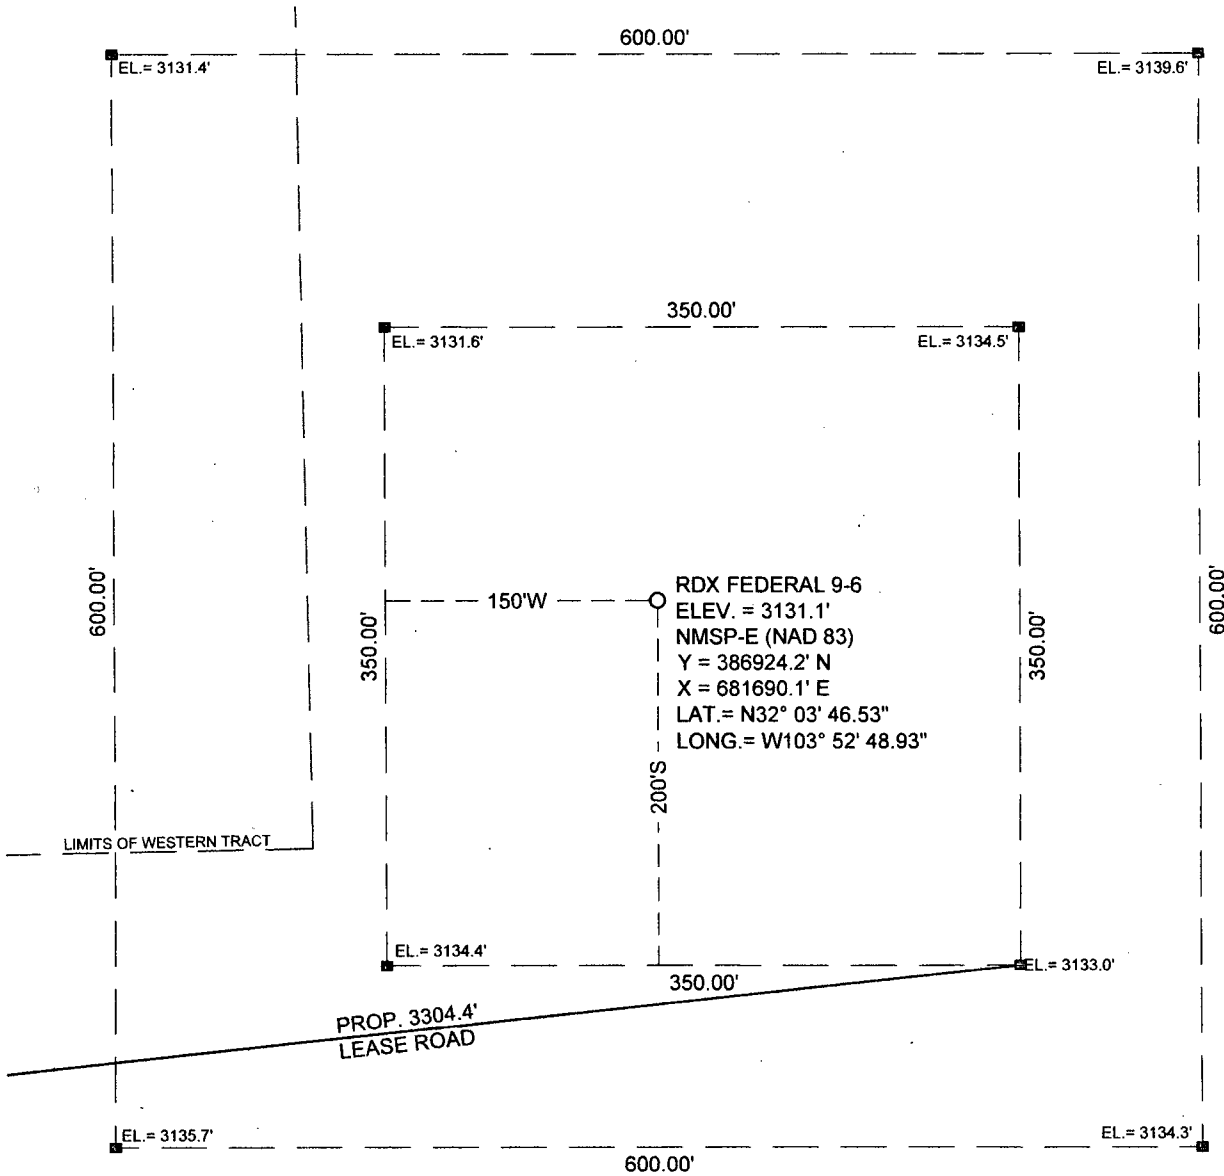 600.00'
EL.= 3131.4'
EL.= 3139.6'
350.00'
EL.= 3131.6'
EL.= 3134.5'
600.00'
350.00'
150'W
RDX FEDERAL 9-6
ELEV. = 3131.1'
NMSP-E (NAD 83)
Y = 386924.2' N
X = 681690.1' E
LAT.= N32° 03' 46.53"
LONG.= W103° 52' 48.93"
350.00'
600.00'
200'S
LIMITS OF WESTERN TRACT
EL.= 3134.4'
EL.= 3133.0'
350.00'
PROP. 3304.4'
LEASE ROAD
EL.= 3135.7'
EL.= 3134.3'
600.00'